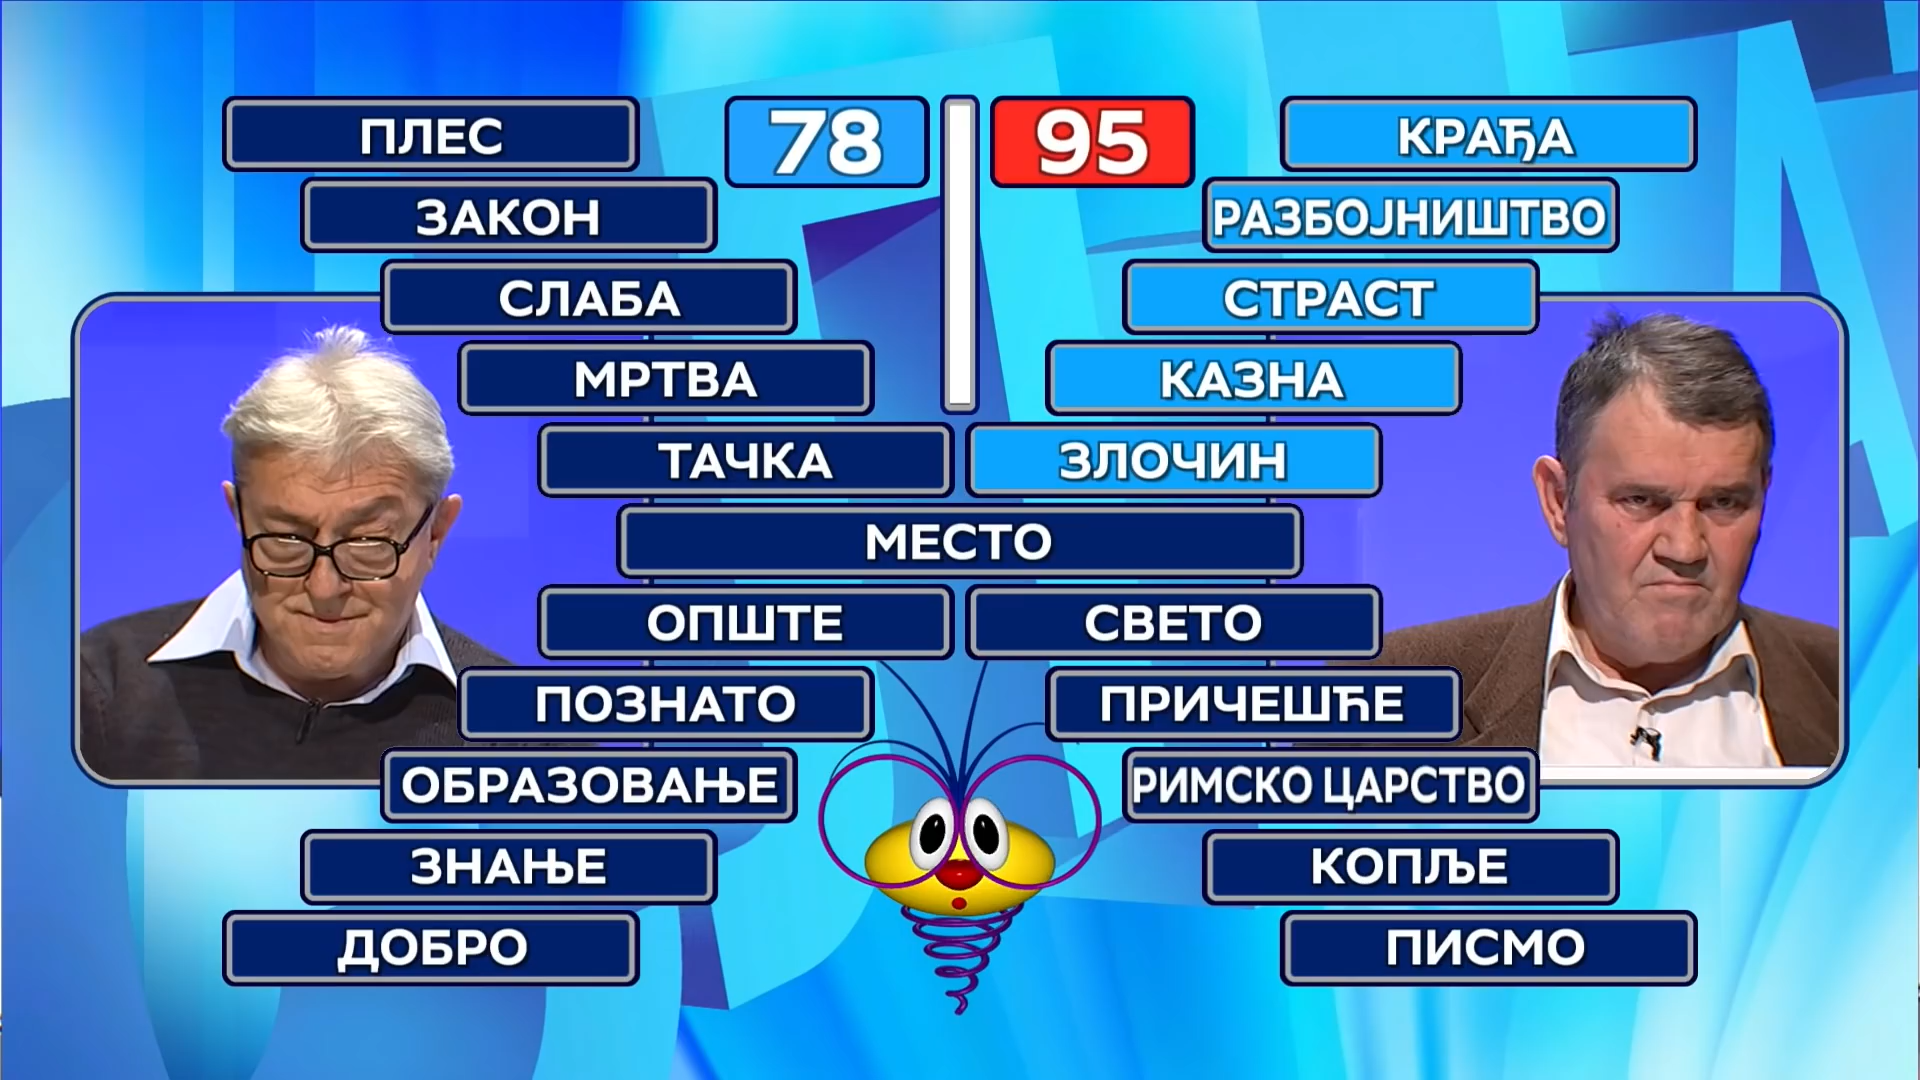 ПЛЕС
78
95
КРАЂА
ЗАКОН
РАЗБОЈНИШТВО
СЛАБА
СТРАСТ
МРТВА
КАЗНА
ТАЧКА
ЗЛОЧИН
МЕСТО
ОПШТЕ
СВЕТО
ПОЗНАТО
ПРИЧЕШЋЕ
ОБРАЗОВАЊЕ
РИМСКО ЦАРСТВО
ЗНАЊЕ
КОПЉЕ
ДОБРО
ПИСМО